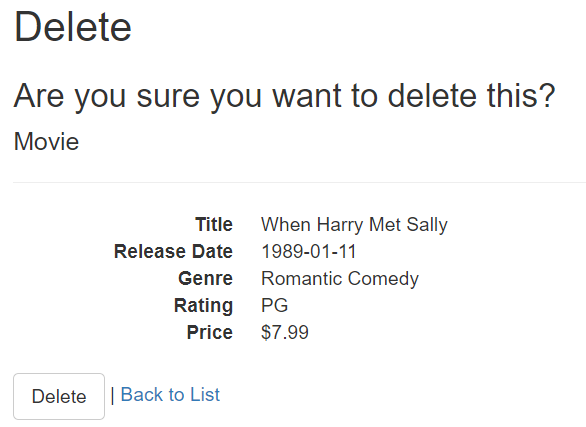 Delete
Are you sure you want to delete this?
Movie
Title When Harry Met Sally
Release Date 1989-01-11
Genre Romantic Comedy
Rating PG
Price $7.99
Delete | Back to List